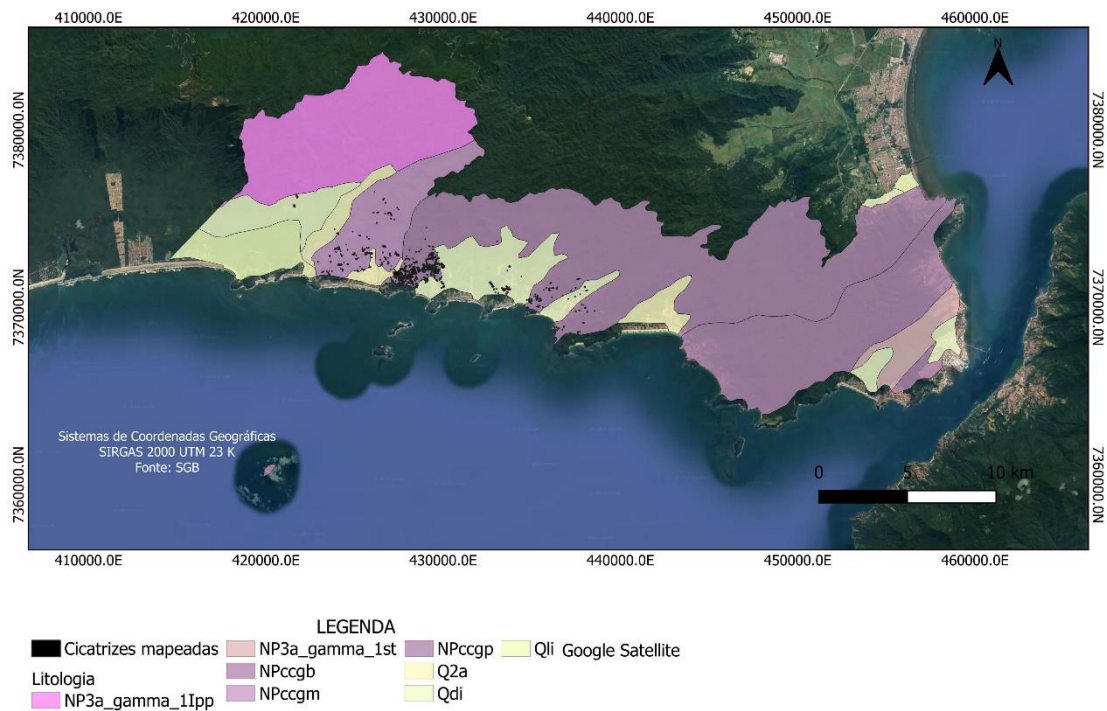 410000.0E 420000.0E 430000.0E 440000.0E 450000.0E 460000.0E
N
7380000.0N 7380000.0N
7370000.0N 7370000.0N
Sistemas de Coordenadas Geográficas
SIRGAS 2000 UTM 23 K
Fonte: SGB
0 5 10 km
7360000.0N 7360000.0N
410000.0E 420000.0E 430000.0E 440000.0E 450000.0E 460000.0E
LEGENDA
Cicatrizes mapeadas NP3a_gamma_1st NPccgp Qli Google Satellite
Litologia NPccgb Q2a
NP3a_gamma_1Ipp NPccgm Qdi